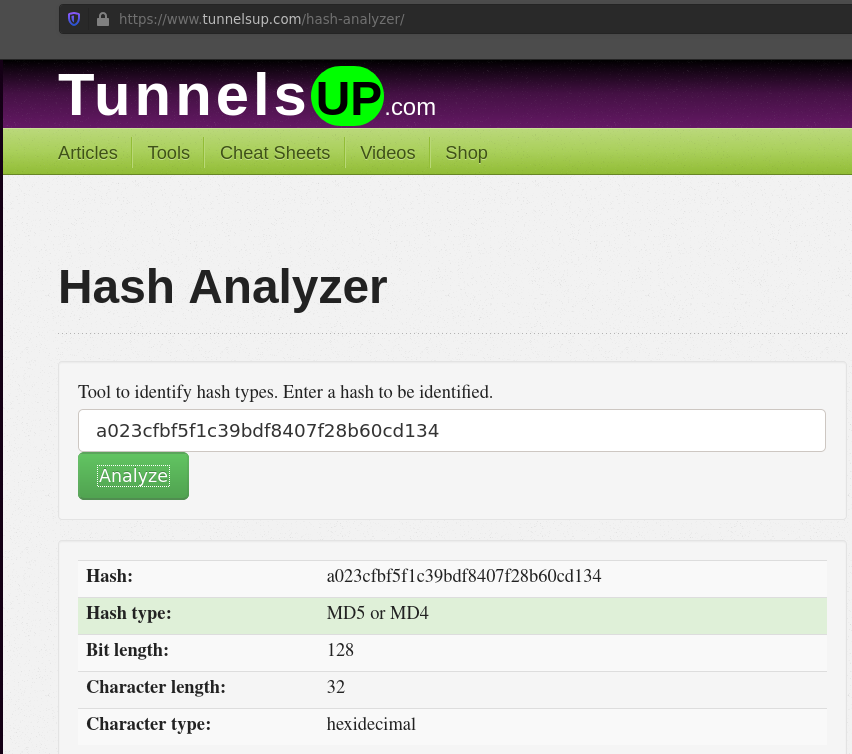 https://www.tunnelsup.com/hash-analyzer/
TunnelsUP.com
Articles Tools Cheat Sheets Videos Shop
Hash Analyzer
Tool to identify hash types. Enter a hash to be identified.
a023cfbf5f1c39bdf8407f28b60cd134
Analyze
Hash: a023cfbf5f1c39bdf8407f28b60cd134
Hash type: MD5 or MD4
Bit length: 128
Character length: 32
Character type: hexidecimal